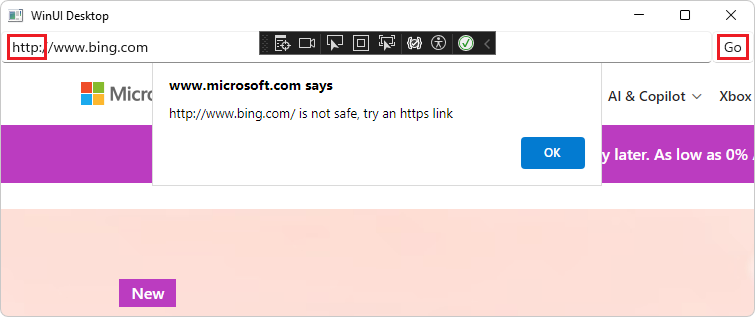 WinUI Desktop
http://www.bing.com
Go
Micro
AI & Copilot
Xbox
www.microsoft.com says
http://www.bing.com/ is not safe, try an https link
OK
y later. As low as 0%
New